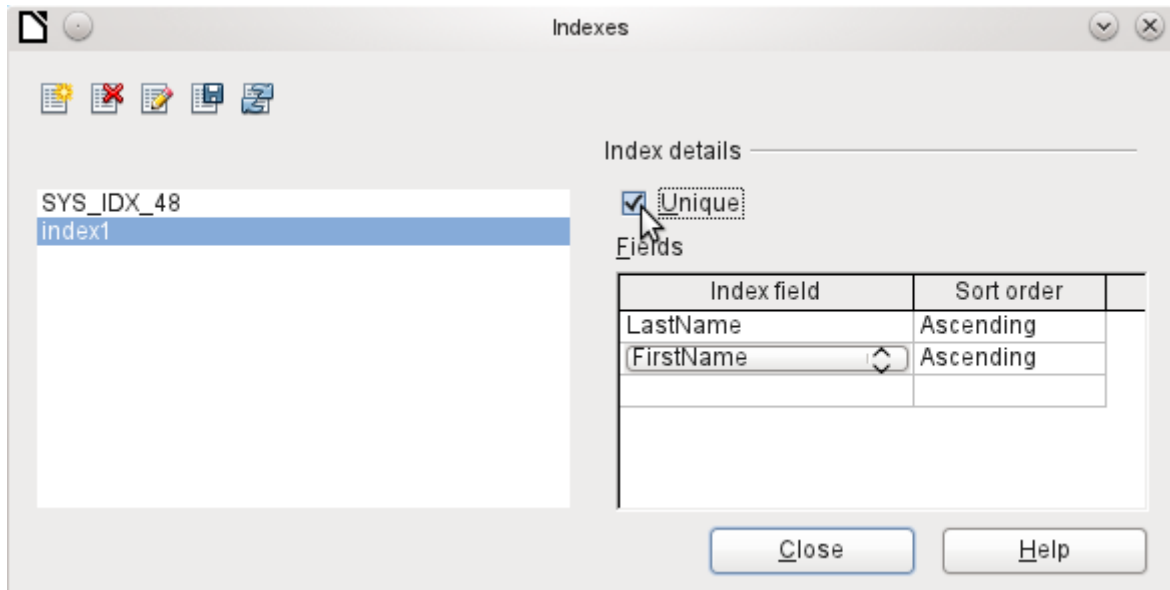 Indexes
Index details
SYS_IDX_48
index1
Unique
Fields
Index field Sort order
LastName Ascending
FirstName Ascending
Close Help